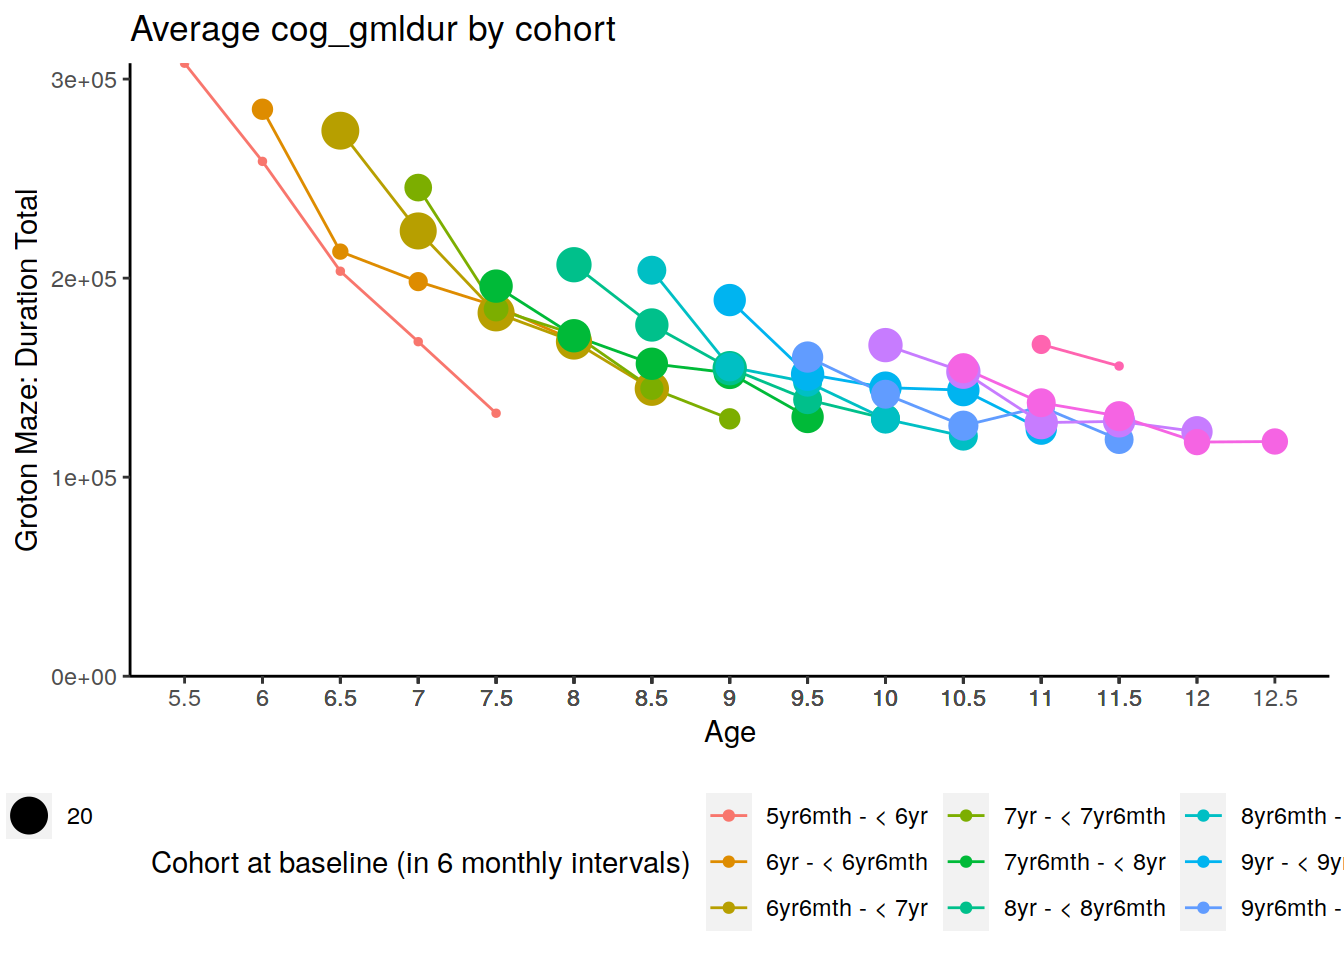 Average cog_gmldur by cohort
Groton Maze: Duration Total
3e+05
2e+05
1e+05
0e+00
5.5 6 6.5 7 7.5 8 8.5 9 9.5 10 10.5 11 11.5 12 12.5
Age
20
Cohort at baseline (in 6 monthly intervals)
5yr6mth - < 6yr
6yr - < 6yr6mth
6yr6mth - < 7yr
7yr - < 7yr6mth
7yr6mth - < 8yr
8yr - < 8yr6mth
8yr6mth -
9yr - < 9y
9yr6mth -